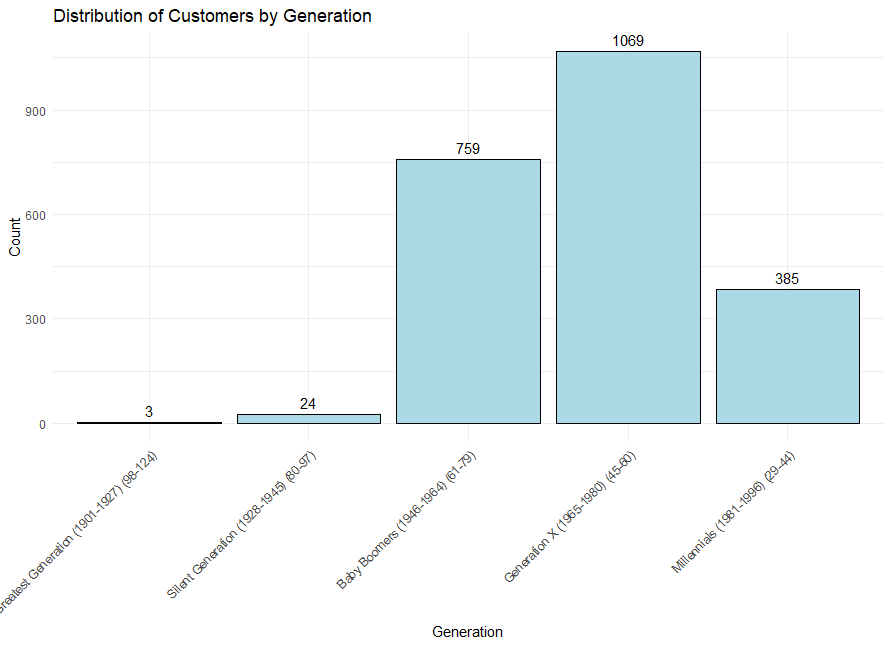 Distribution of Customers by Generation
1069
900
759
600
Count
385
300
24
3
0
Greatest Generation (1901-1927) (98-124)
Silent Generation (1928-1945) (80-97)
Baby Boomers (1946-1964) (61-79)
Generation X (1965-1980) (45-60)
Millennials (1981-1996) (29-44)
Generation